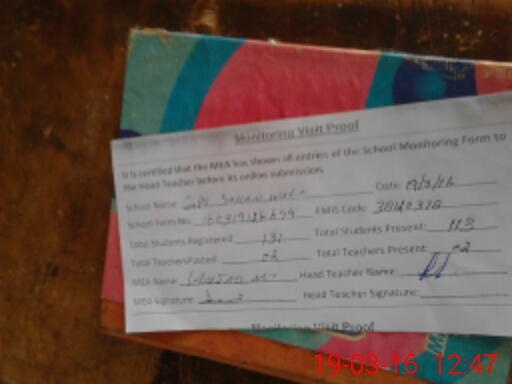 Monitoring Visit Proof
It is certified that the MEA has shown all entries of the School Monitoring Form to
the Head Teacher before its online submission.
School Name: GPS Date: 19/3/16
School Form No: EMIS Code:
Total Students Registered: 131 Total Students Present: 113
Total Teachers Posted: 02 Total Teachers Present: 02
MEA Name: Head Teacher Name:
MEA Signature: Head Teacher Signature:
Monitoring Visit Proof
19-03-16 12:47